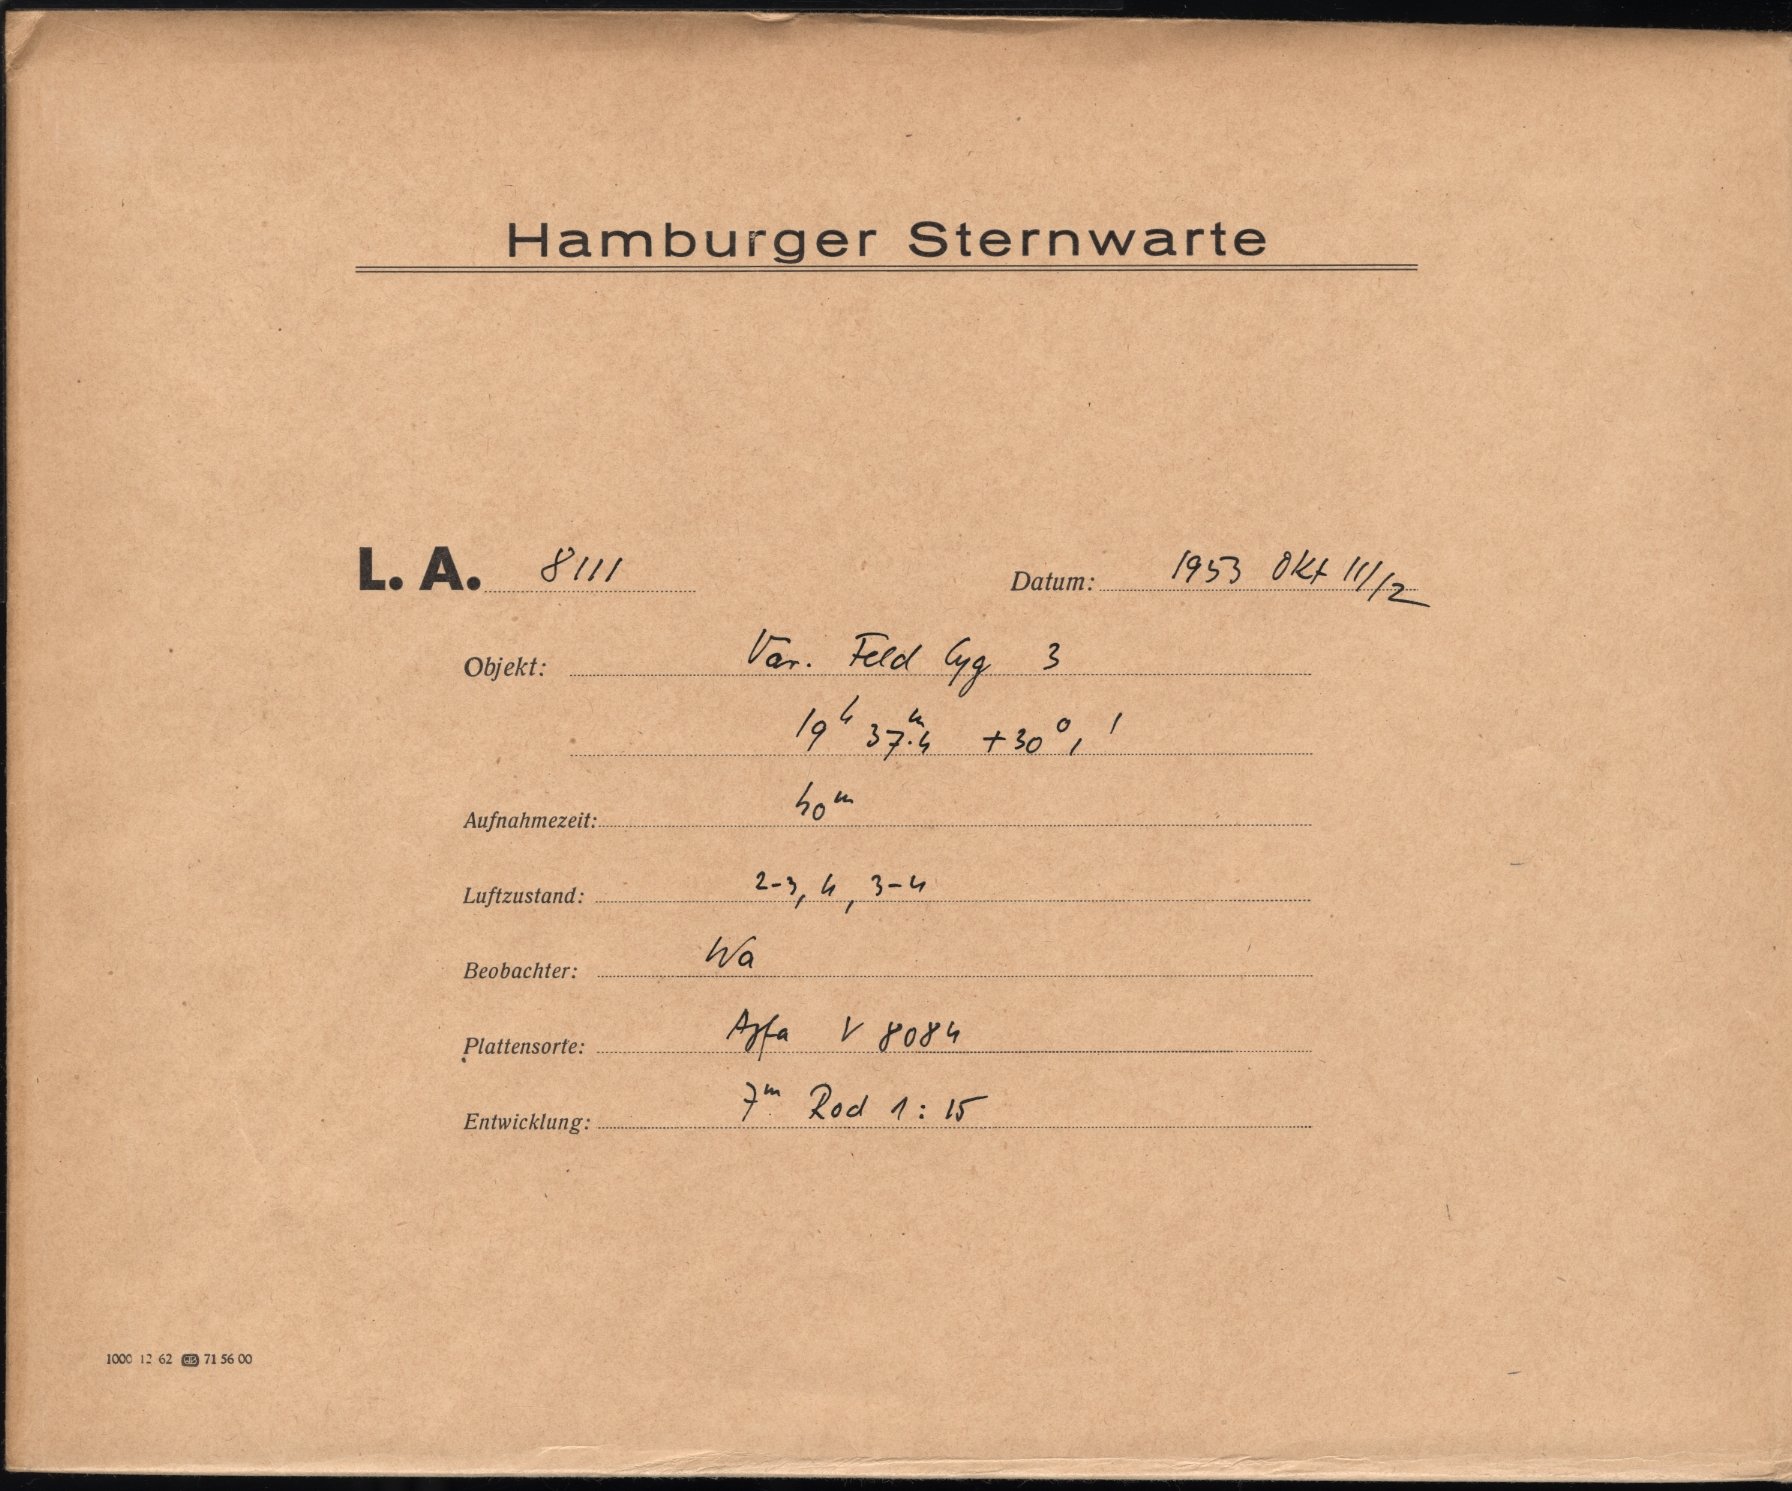 Hamburger Sternwarte
L. A. 8111 Datum: 1953 Okt 11/12
Objekt: Var. Feld Cyg 3
19h 37.4m +30° 1'
Aufnahmezeit: 40m
Luftzustand: 2-3, 4, 3-4
Beobachter: Wa
Plattensorte: Agfa V 8084
Entwicklung: 7m Rod 1:15
1000 12 62 71 56 00